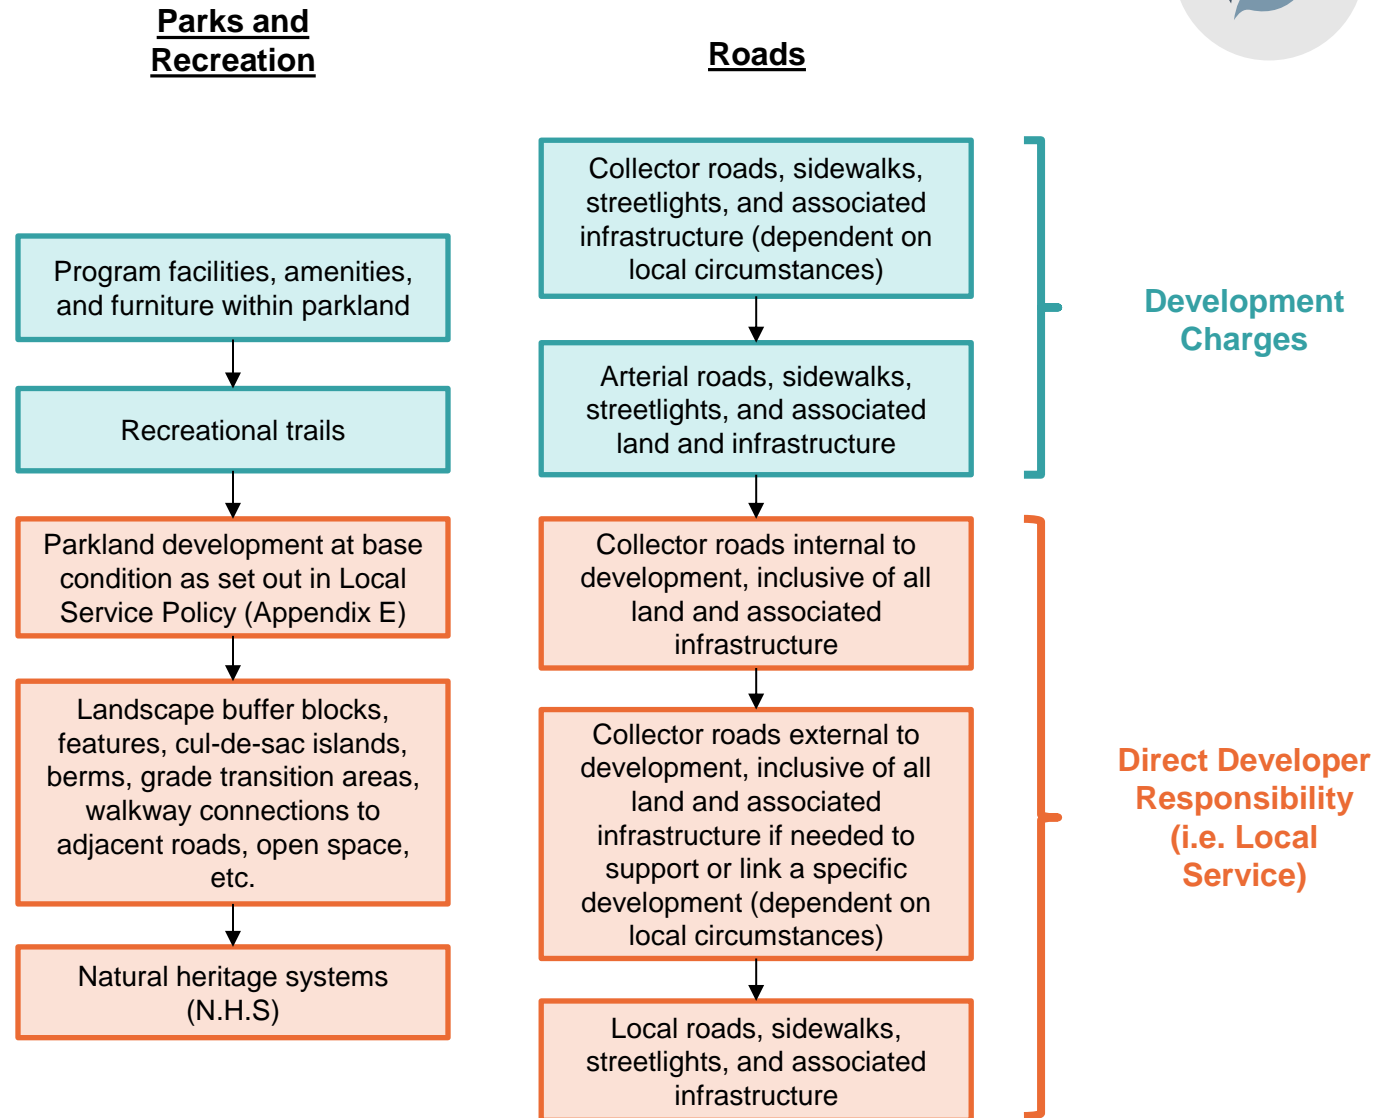 Parks and
Recreation
Roads
Program facilities, amenities,
and furniture within parkland
Recreational trails
Parkland development at base
condition as set out in Local
Service Policy (Appendix E)
Landscape buffer blocks,
features, cul-de-sac islands,
berms, grade transition areas,
walkway connections to
adjacent roads, open space,
etc.
Natural heritage systems
(N.H.S)
Collector roads, sidewalks,
streetlights, and associated
infrastructure (dependent on
local circumstances)
Arterial roads, sidewalks,
streetlights, and associated
land and infrastructure
Collector roads internal to
development, inclusive of all
land and associated
infrastructure
Collector roads external to
development, inclusive of all
land and associated
infrastructure if needed to
support or link a specific
development (dependent on
local circumstances)
Local roads, sidewalks,
streetlights, and associated
infrastructure
Development
Charges
Direct Developer
Responsibility
(i.e. Local
Service)